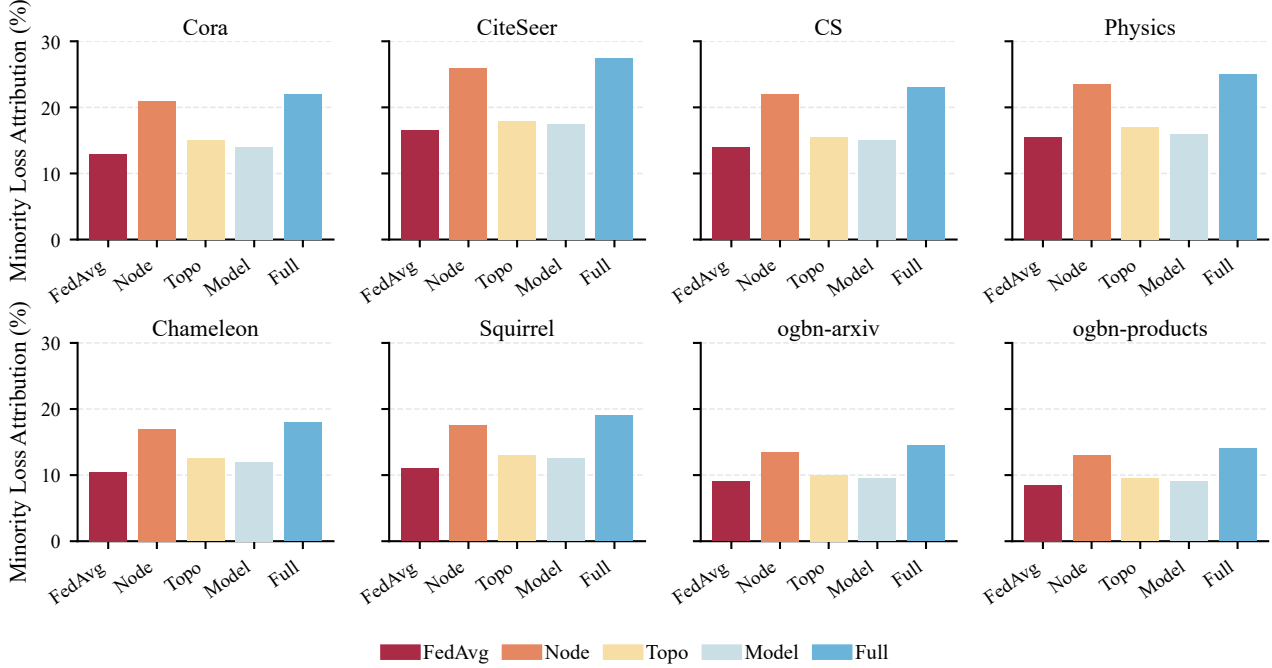 Cora CiteSeer CS Physics
Minority Loss Attribution (%)
30
20
10
0
FedAvg Node Topo Model Full FedAvg Node Topo Model Full FedAvg Node Topo Model Full FedAvg Node Topo Model Full
Chameleon Squirrel ogbn-arxiv ogbn-products
Minority Loss Attribution (%)
30
20
10
0
FedAvg Node Topo Model Full FedAvg Node Topo Model Full FedAvg Node Topo Model Full FedAvg Node Topo Model Full
FedAvg Node Topo Model Full